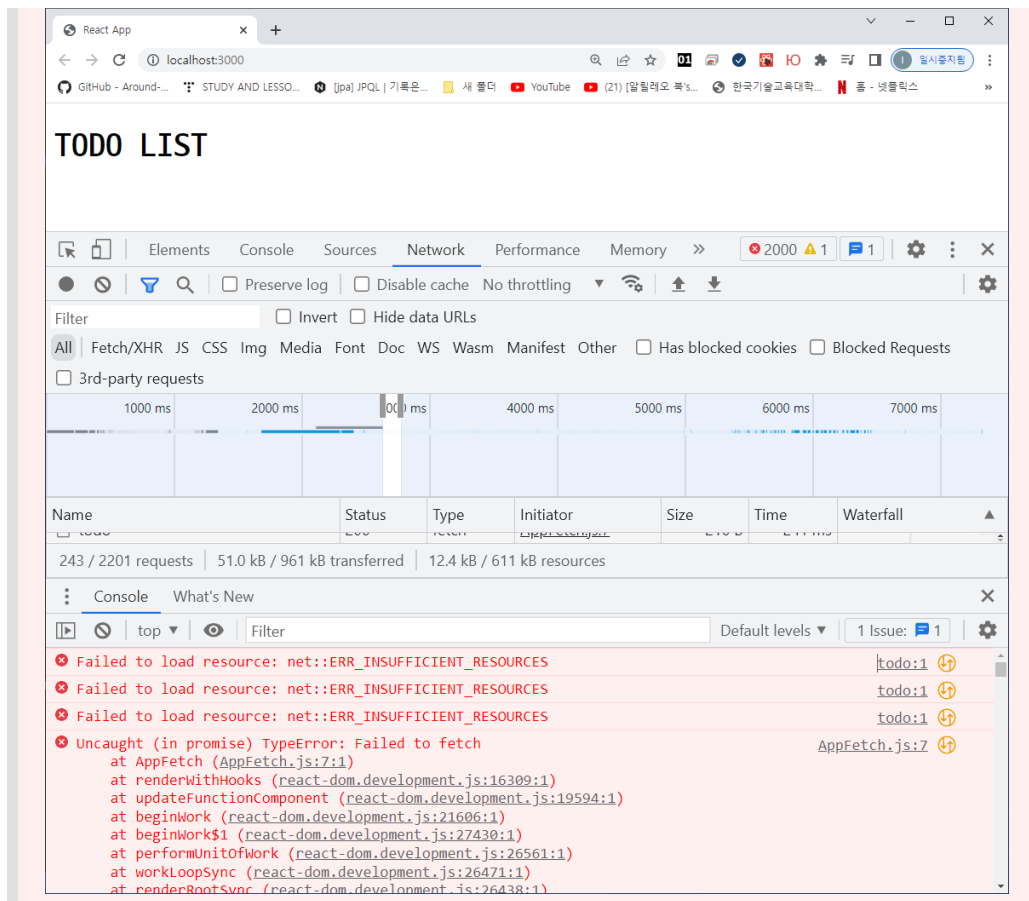 React App
localhost:3000
01
일시중지됨
GitHub - Around-... STUDY AND LESSO... [jpa] JPQL | 기록은... 새 폴더 YouTube (21) [알릴레오 북's... 한국기술교육대학... 홈 - 넷플릭스 »
TODO LIST
Elements Console Sources Network Performance Memory » 2000 1 1
Preserve log Disable cache No throttling
Filter Invert Hide data URLs
All Fetch/XHR JS CSS Img Media Font Doc WS Wasm Manifest Other Has blocked cookies Blocked Requests
3rd-party requests
1000 ms 2000 ms ms 4000 ms 5000 ms 6000 ms 7000 ms
Name Status Type Initiator Size Time Waterfall
243 / 2201 requests 51.0 kB / 961 kB transferred 12.4 kB / 611 kB resources
Console What's New
top Filter Default levels 1 Issue: 1
Failed to load resource: net::ERR_INSUFFICIENT_RESOURCES todo:1
Failed to load resource: net::ERR_INSUFFICIENT_RESOURCES todo:1
Failed to load resource: net::ERR_INSUFFICIENT_RESOURCES todo:1
Uncaught (in promise) TypeError: Failed to fetch AppFetch.js:7
at AppFetch (AppFetch.js:7:1)
at renderWithHooks (react-dom.development.js:16309:1)
at updateFunctionComponent (react-dom.development.js:19594:1)
at beginWork (react-dom.development.js:21606:1)
at beginWork$1 (react-dom.development.js:27430:1)
at performUnitOfWork (react-dom.development.js:26561:1)
at workLoopSync (react-dom.development.js:26471:1)
at renderRootSync (react-dom.development.js:26438:1)